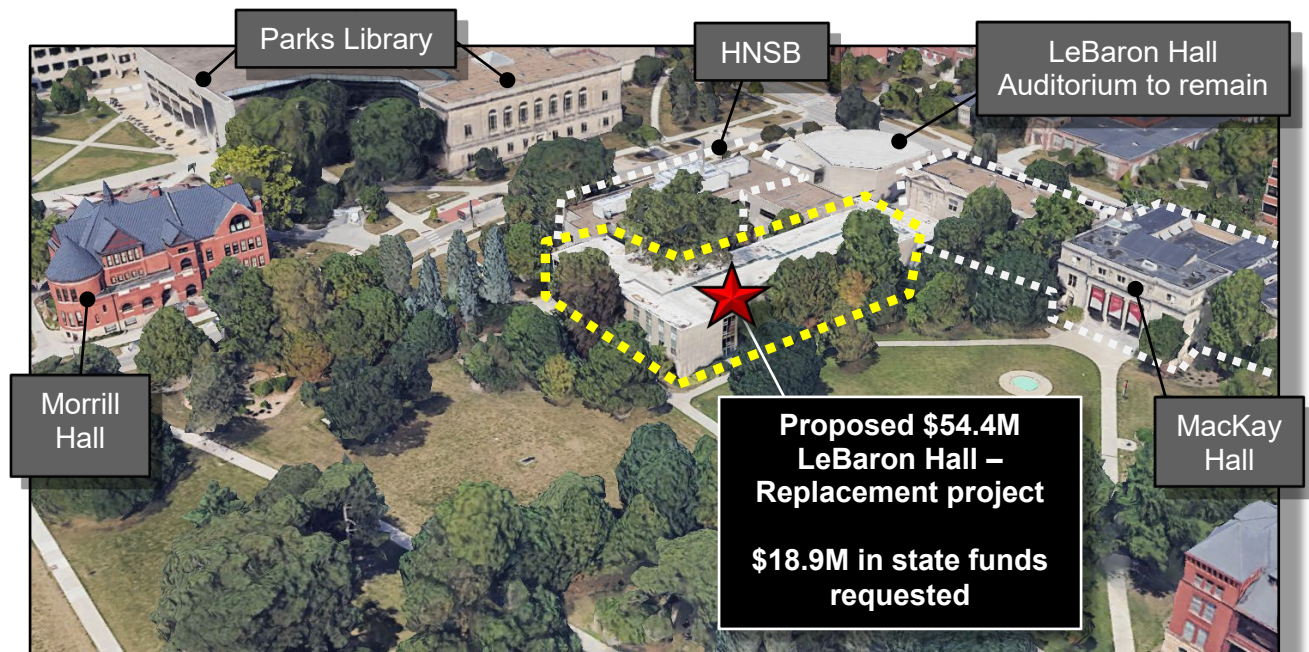 Parks Library
HNSB
LeBaron Hall
Auditorium to remain
Morrill
Hall
Proposed $54.4M
LeBaron Hall –
Replacement project
$18.9M in state funds
requested
MacKay
Hall